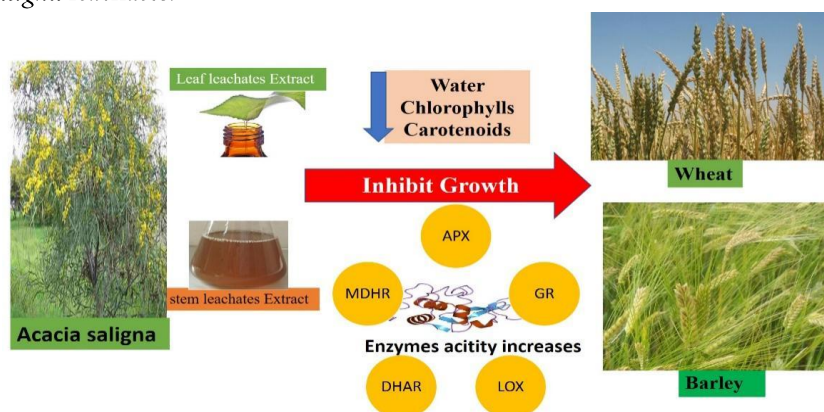 Leaf leachates Extract
Water
Chlorophylls
Carotenoids
Wheat
Inhibit Growth
APX
MDHR
GR
stem leachates Extract
Acacia saligna
Enzymes acitity increases
DHAR
LOX
Barley